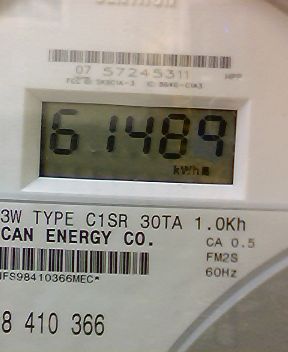 07 57245311 HPP
61489
kWh
3W TYPE C1SR 30TA 1.0Kh
CAN ENERGY CO.
CA 0.5
FM2S
60Hz
8 410 366